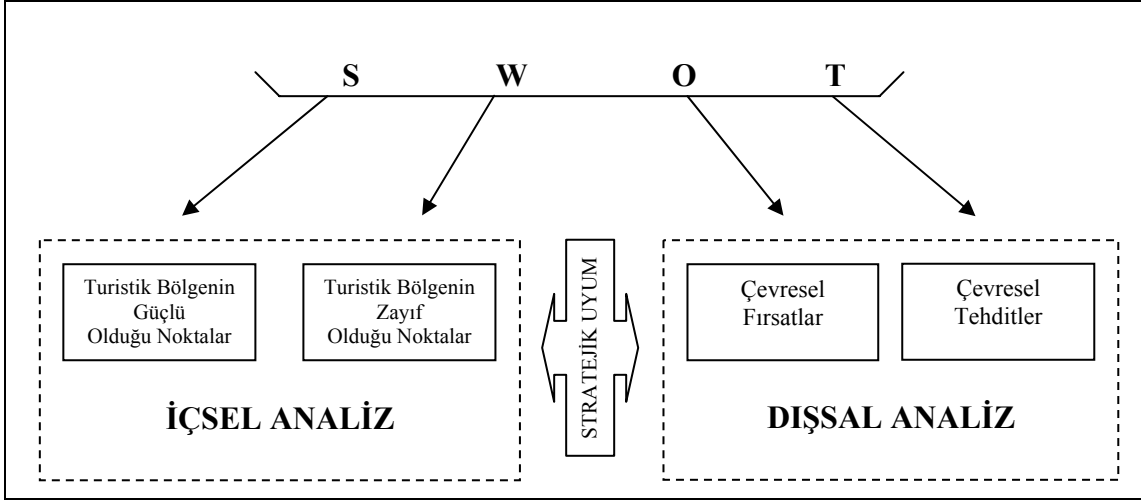 S W O T
Turistik Bölgenin
Güçlü
Olduğu Noktalar
Turistik Bölgenin
Zayıf
Olduğu Noktalar
STRATEJİK UYUM
Çevresel
Fırsatlar
Çevresel
Tehditler
İÇSEL ANALİZ
DIŞSAL ANALİZ